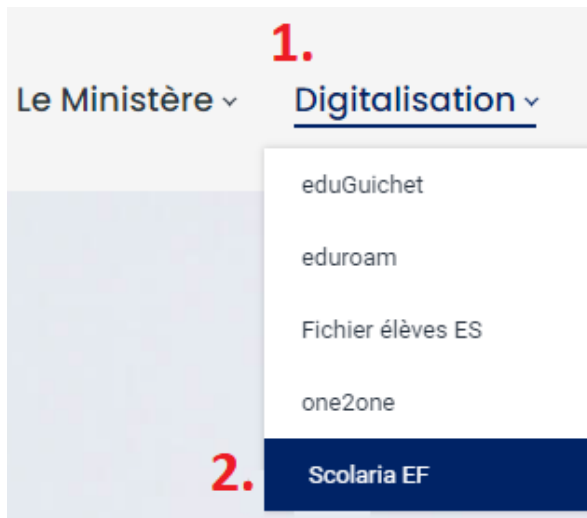 1.
Le Ministère Digitalisation
eduGuichet
eduroam
Fichier élèves ES
one2one
2. Scolaria EF